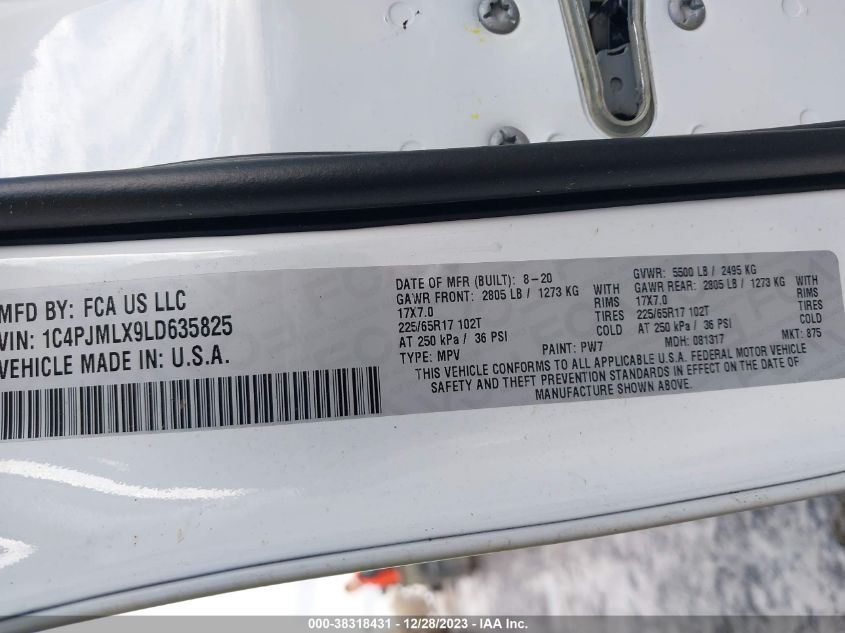 MFD BY: FCA US LLC
VIN: 1C4PJMLX9LD635825
VEHICLE MADE IN: U.S.A.
DATE OF MFR (BUILT): 8-20
GAWR FRONT: 2805 LB / 1273 KG WITH
17X7.0 RIMS
225/65R17 102T TIRES
AT 250 kPa / 36 PSI
TYPE: MPV PAINT: PW7
GVWR: 5500 LB / 2495 KG
GAWR REAR: 2805 LB / 1273 KG WITH
17X7.0 RIMS
225/65R17 102T TIRES
AT 250 kPa / 36 PSI
MDH: 081317 MKT: 875
THIS VEHICLE CONFORMS TO ALL APPLICABLE U.S.A. FEDERAL MOTOR VEHICLE
SAFETY AND THEFT PREVENTION STANDARDS IN EFFECT ON THE DATE OF
MANUFACTURE SHOWN ABOVE.
000-38318431 - 12/28/2023 - IAA Inc.